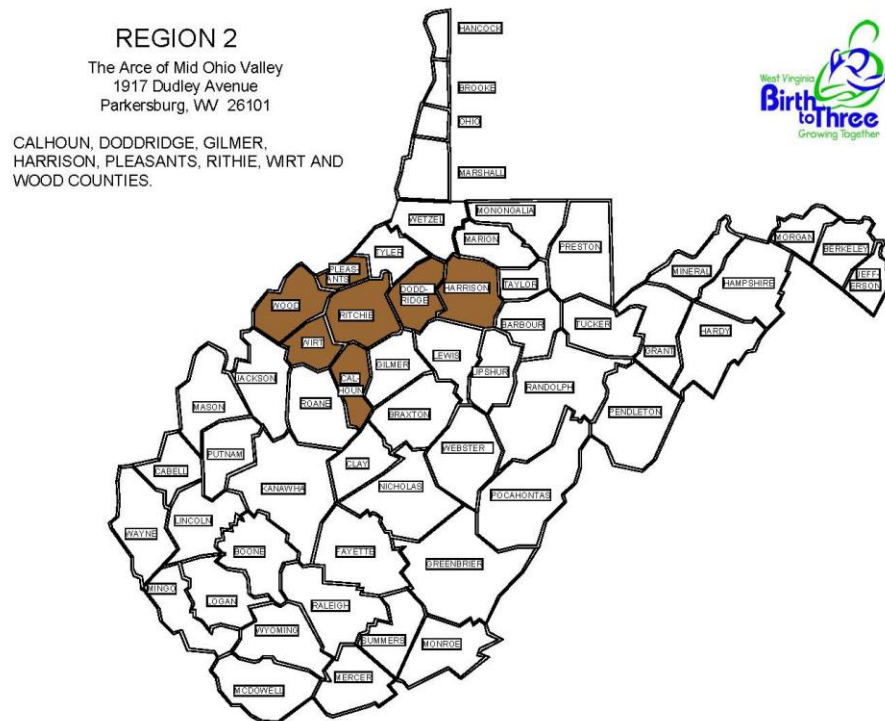 REGION 2
The Arce of Mid Ohio Valley
1917 Dudley Avenue
Parkersburg, WV 26101
CALHOUN, DODDRIDGE, GILMER,
HARRISON, PLEASANTS, RITHIE, WIRT AND
WOOD COUNTIES.
West Virginia
Birth
to Three
Growing Together
HANCOCK
BROOKE
OHIO
MARSHALL
WETZEL
MONONGALIA
MARION
PRESTON
TYLER
PLEAS-
ANTS
WOOD
RITCHIE
DODD-
RIDGE
HARRISON
TAYLOR
BARBOUR
TUCKER
MINERAL
HAMPSHIRE
MORGAN
BERKELEY
JEFF-
ERSON
GRANT
HARDY
WIRT
CAL-
HOUN
GILMER
LEWIS
UPSHUR
RANDOLPH
PENDLETON
JACKSON
ROANE
MASON
BRAXTON
WEBSTER
PUTNAM
CABELL
CLAY
KANAWHA
NICHOLAS
POCAHONTAS
WAYNE
LINCOLN
BOONE
FAYETTE
GREENBRIER
MINGO
LOGAN
RALEIGH
WYOMING
SUMMERS
MONROE
MERCER
MCDOWELL